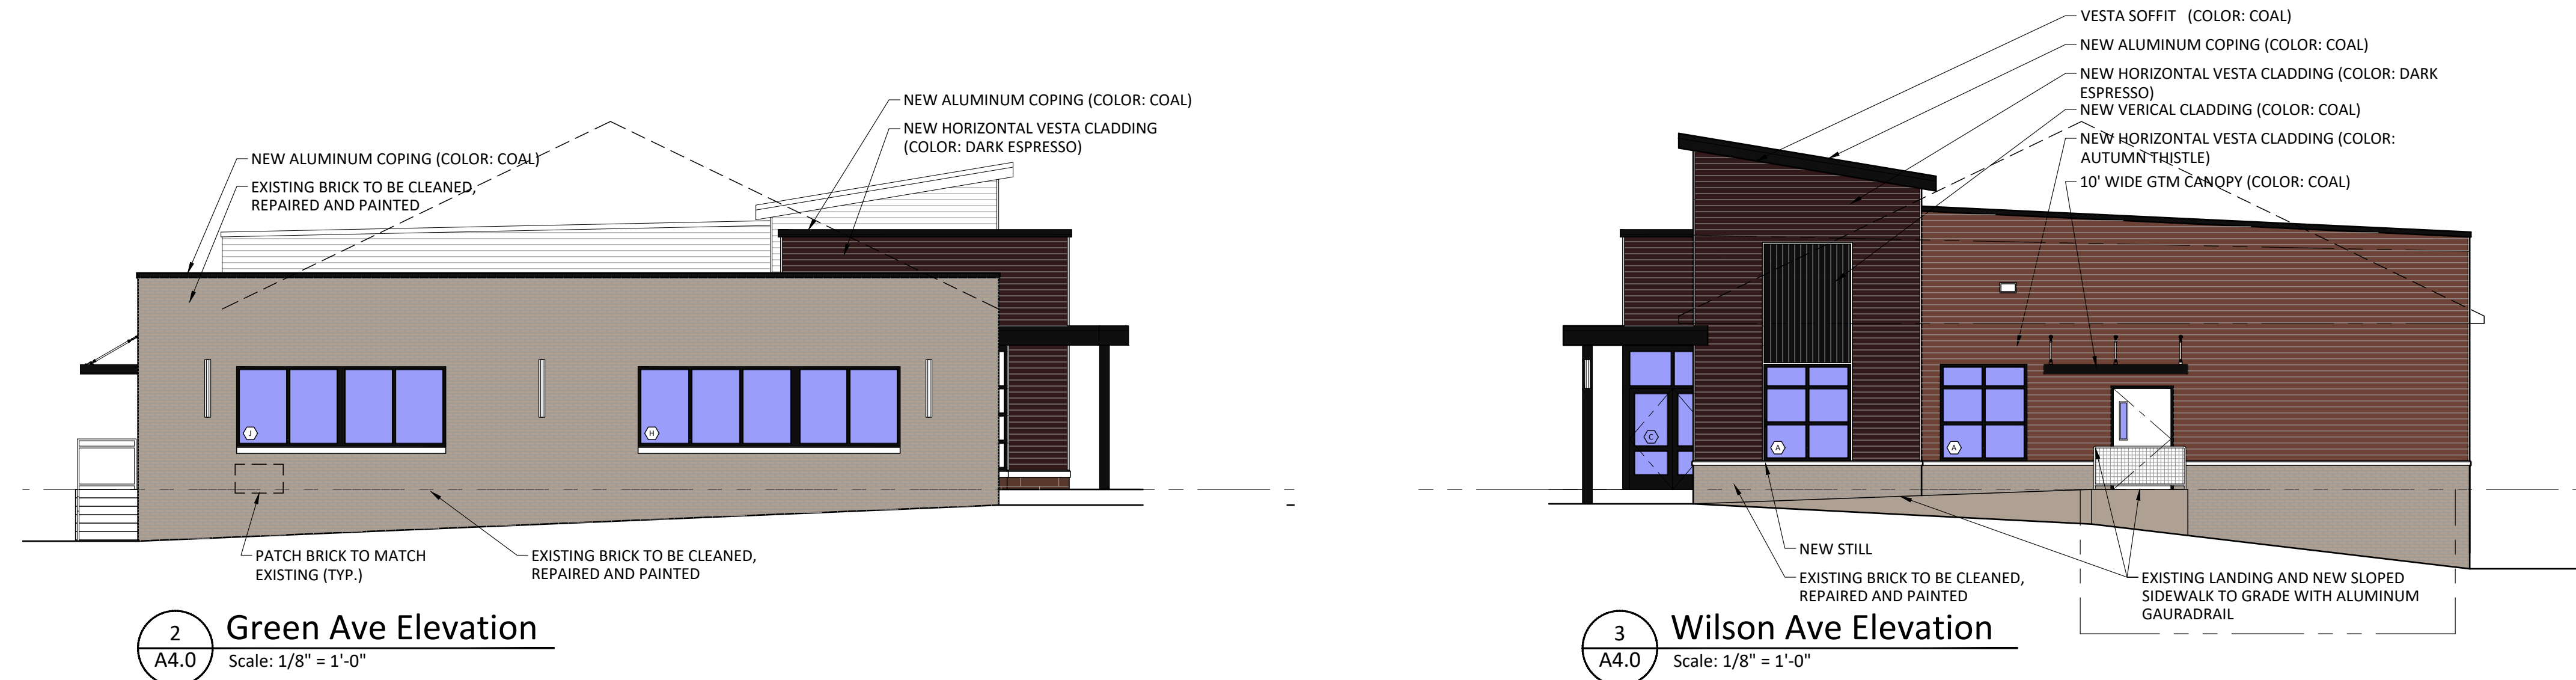 NEW ALUMINUM COPING (COLOR: COAL)
EXISTING BRICK TO BE CLEANED,
REPAIRED AND PAINTED
NEW ALUMINUM COPING (COLOR: COAL)
NEW HORIZONTAL VESTA CLADDING
(COLOR: DARK ESPRESSO)
J
H
PATCH BRICK TO MATCH
EXISTING (TYP.)
EXISTING BRICK TO BE CLEANED,
REPAIRED AND PAINTED
2
A4.0
Green Ave Elevation
Scale: 1/8" = 1'-0"
VESTA SOFFIT (COLOR: COAL)
NEW ALUMINUM COPING (COLOR: COAL)
NEW HORIZONTAL VESTA CLADDING (COLOR: DARK
ESPRESSO)
NEW VERICAL CLADDING (COLOR: COAL)
NEW HORIZONTAL VESTA CLADDING (COLOR:
AUTUMN THISTLE)
10' WIDE GTM CANOPY (COLOR: COAL)
C
A
A
NEW STILL
EXISTING BRICK TO BE CLEANED,
REPAIRED AND PAINTED
EXISTING LANDING AND NEW SLOPED
SIDEWALK TO GRADE WITH ALUMINUM
GAURADRAIL
3
A4.0
Wilson Ave Elevation
Scale: 1/8" = 1'-0"